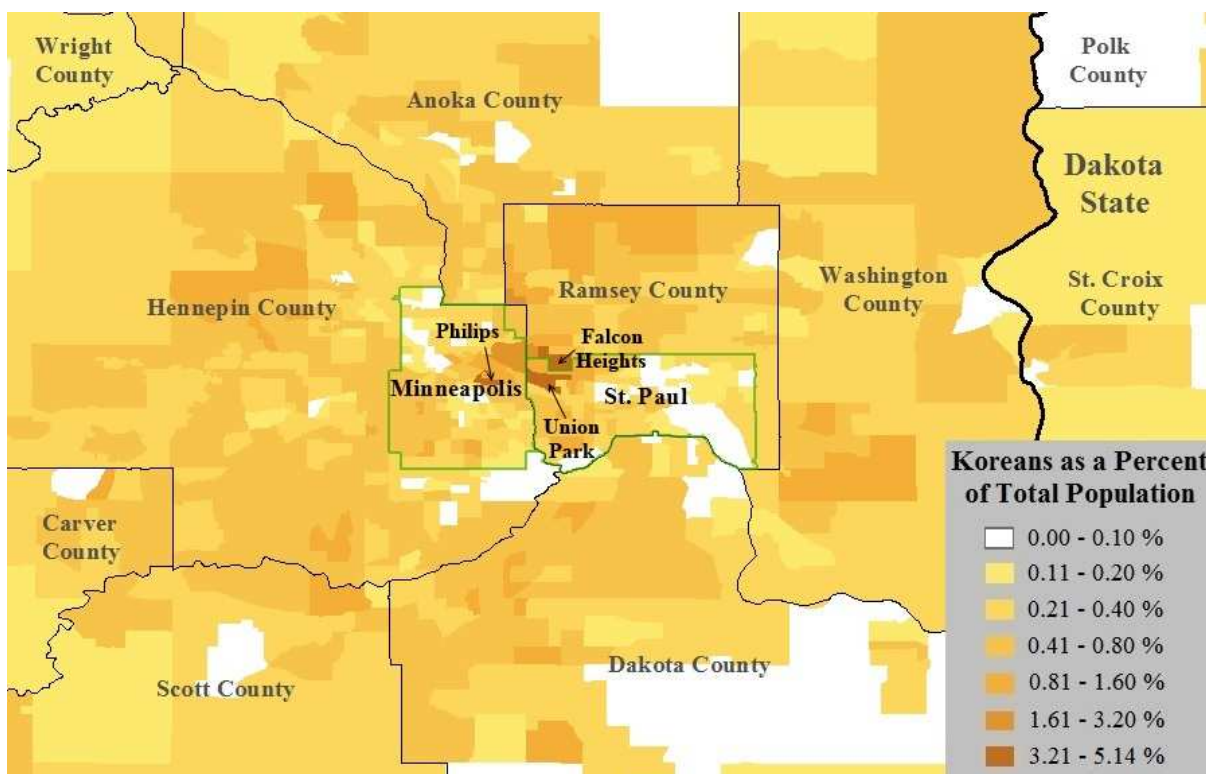 Wright
County
Anoka County
Polk
County
Dakota
State
Hennepin County
Ramsey County
Washington
County
St. Croix
County
Philips
Falcon
Heights
Minneapolis
St. Paul
Union
Park
Carver
County
Scott County
Dakota County
Koreans as a Percent
of Total Population
0.00 - 0.10 %
0.11 - 0.20 %
0.21 - 0.40 %
0.41 - 0.80 %
0.81 - 1.60 %
1.61 - 3.20 %
3.21 - 5.14 %